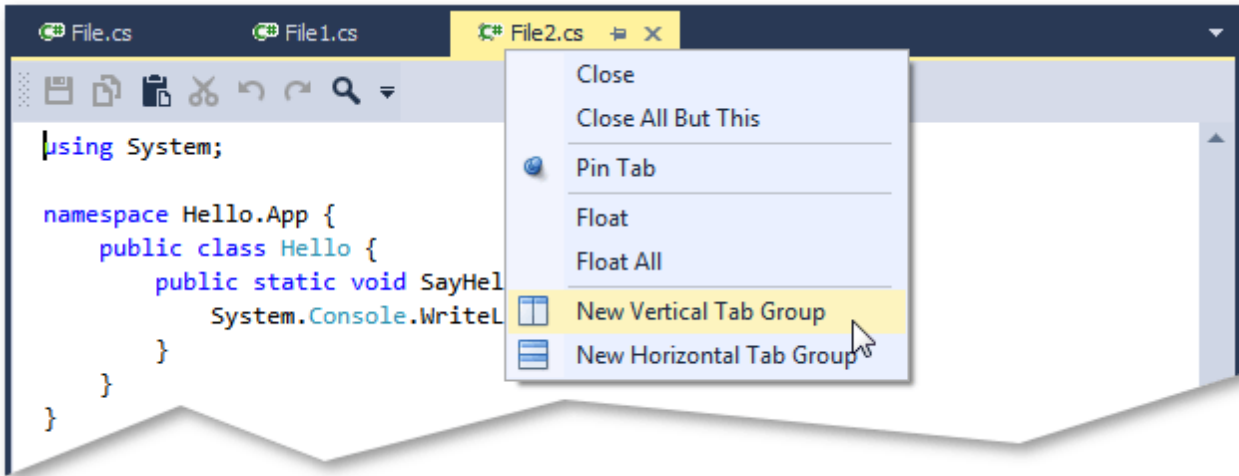 File.cs File1.cs File2.cs
Close
Close All But This
Pin Tab
Float
Float All
New Vertical Tab Group
New Horizontal Tab Group
using System;
namespace Hello.App {
public class Hello {
public static void SayHel
System.Console.WriteL
}
}
}